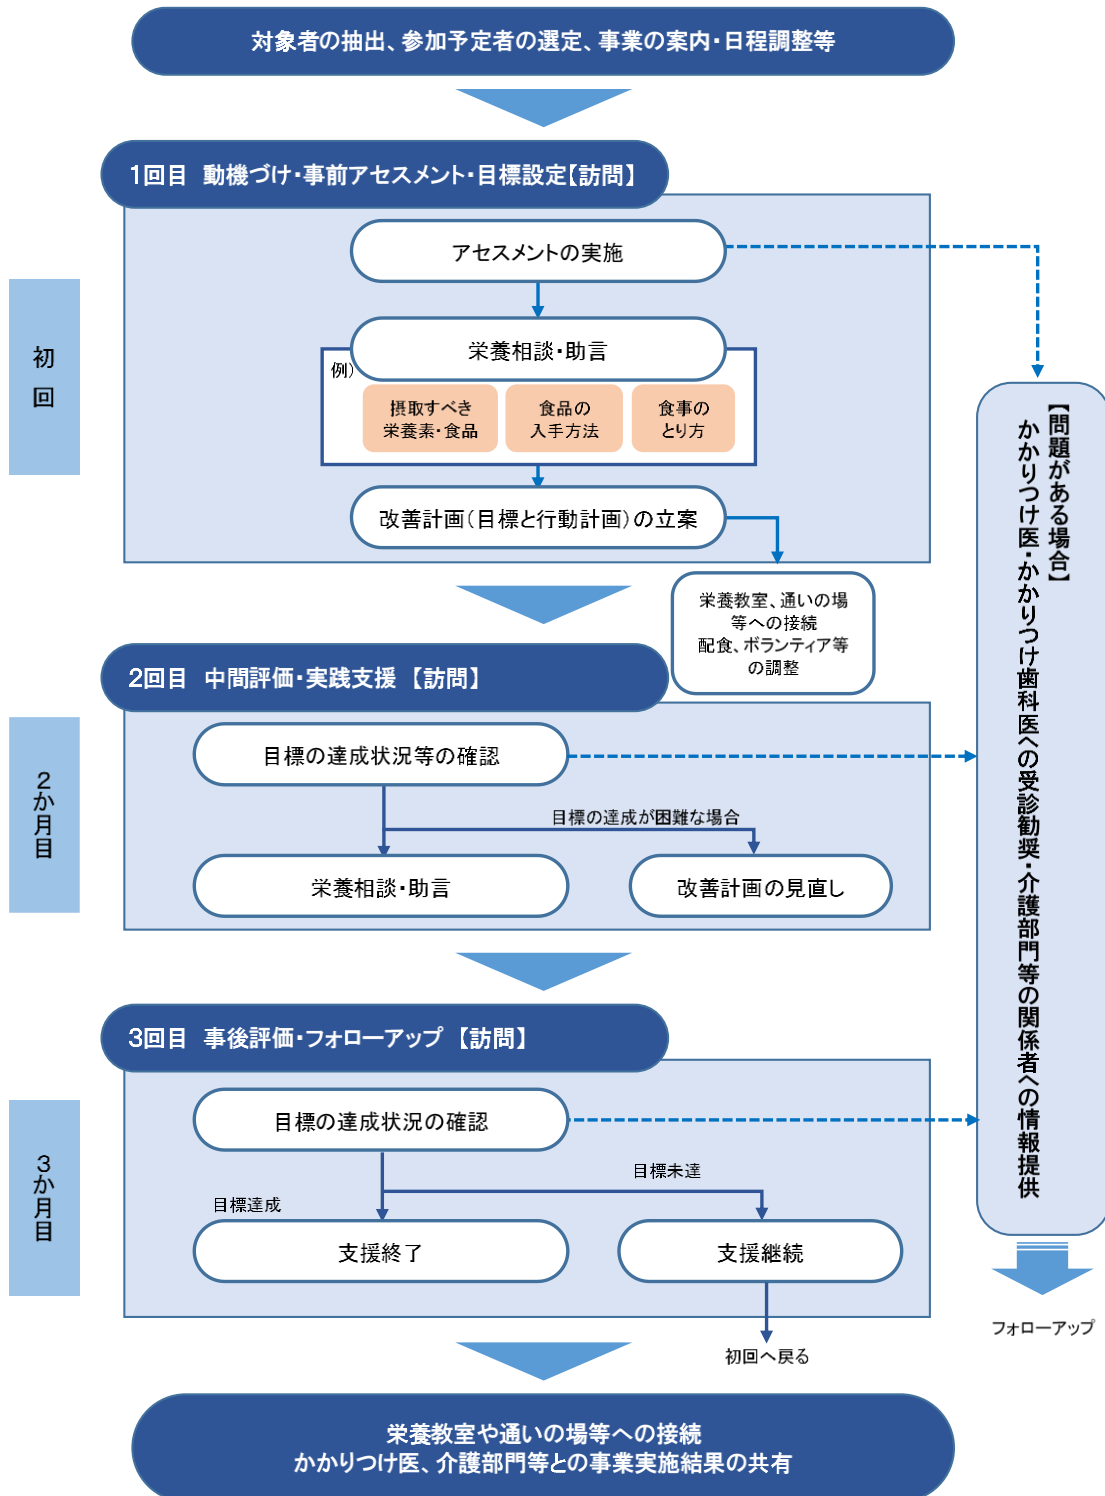 対象者の抽出、参加予定者の選定、事業の案内・日程調整等
1回目 動機づけ・事前アセスメント・目標設定【訪問】
初回
アセスメントの実施
栄養相談・助言
例）
摂取すべき
栄養素・食品
食品の
入手方法
食事の
とり方
改善計画（目標と行動計画）の立案
栄養教室、通いの場
等への接続
配食、ボランティア等
の調整
【問題がある場合】
かかりつけ医・かかりつけ歯科医への受診勧奨・介護部門等の関係者への情報提供
2回目 中間評価・実践支援 【訪問】
2か月目
目標の達成状況等の確認
目標の達成が困難な場合
栄養相談・助言
改善計画の見直し
3回目 事後評価・フォローアップ 【訪問】
3か月目
目標の達成状況の確認
目標未達
目標達成
支援終了
支援継続
初回へ戻る
フォローアップ
栄養教室や通いの場等への接続
かかりつけ医、介護部門等との事業実施結果の共有